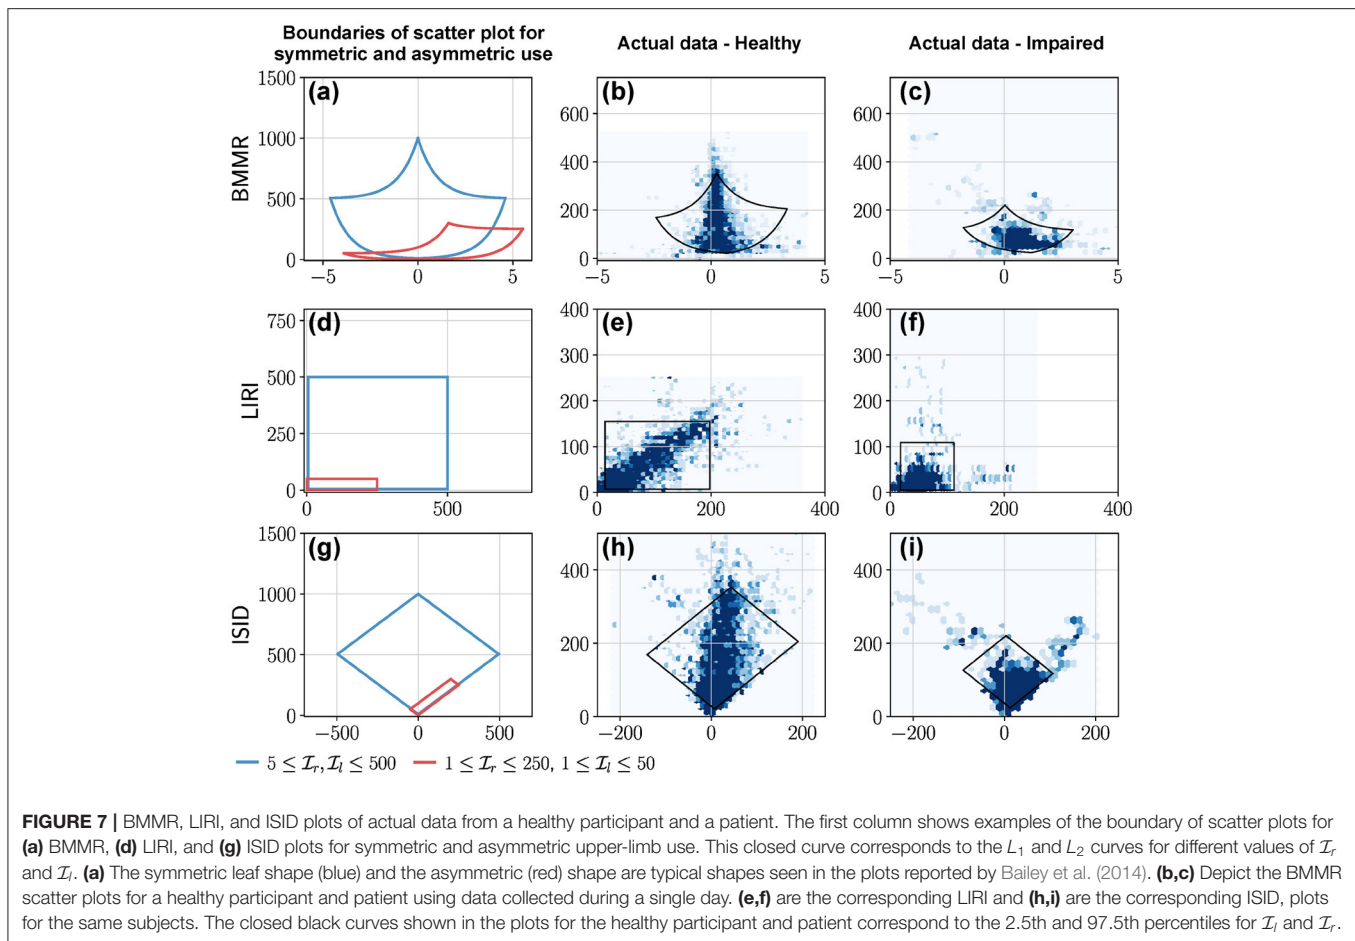 Boundaries of scatter plot for
symmetric and asymmetric use
Actual data - Healthy
Actual data - Impaired
BMMR
1500
1000
500
0
(a)
−5
0
5
600
400
200
0
(b)
−5
0
5
600
400
200
0
(c)
−5
0
5
LIRI
750
500
250
0
(d)
0
500
400
300
200
100
0
(e)
0
200
400
400
300
200
100
0
(f)
0
200
400
ISID
1500
1000
500
0
(g)
−500
0
500
400
200
0
(h)
−200
0
200
400
200
0
(i)
−200
0
200
5 ≤ ℐr, ℐl ≤ 500
1 ≤ ℐr ≤ 250, 1 ≤ ℐl ≤ 50
FIGURE 7 | BMMR, LIRI, and ISID plots of actual data from a healthy participant and a patient. The first column shows examples of the boundary of scatter plots for
(a) BMMR, (d) LIRI, and (g) ISID plots for symmetric and asymmetric upper-limb use. This closed curve corresponds to the L1 and L2 curves for different values of ℐr
and ℐl. (a) The symmetric leaf shape (blue) and the asymmetric (red) shape are typical shapes seen in the plots reported by Bailey et al. (2014). (b,c) Depict the BMMR
scatter plots for a healthy participant and patient using data collected during a single day. (e,f) are the corresponding LIRI and (h,i) are the corresponding ISID, plots
for the same subjects. The closed black curves shown in the plots for the healthy participant and patient correspond to the 2.5th and 97.5th percentiles for ℐl and ℐr.